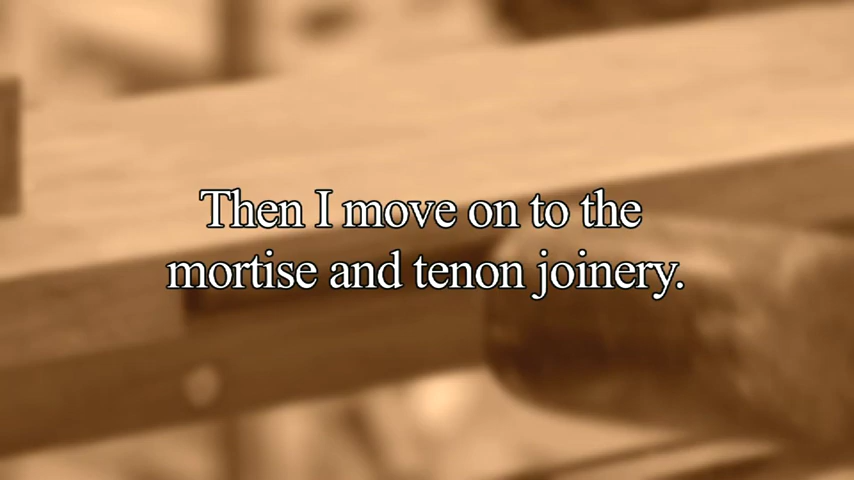 Then I move on to the
mortise and tenon joinery.